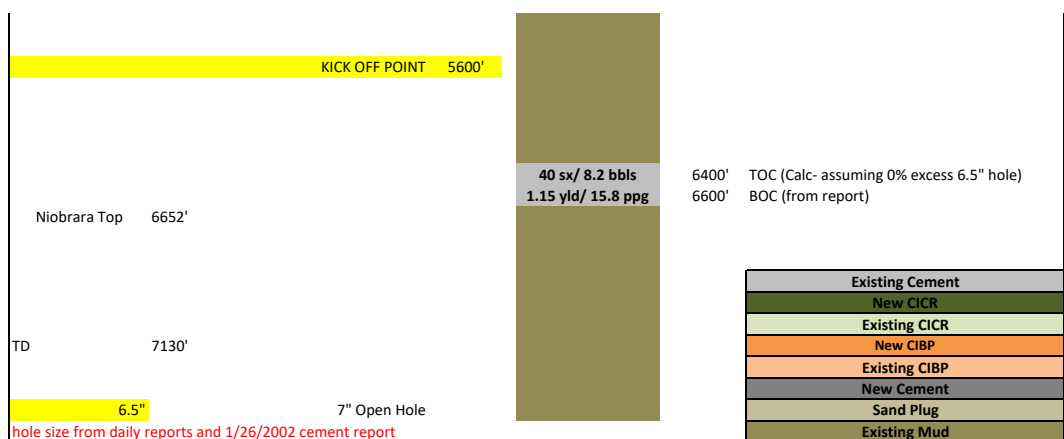 KICK OFF POINT 5600'
40 sx/ 8.2 bbls 6400' TOC (Calc- assuming 0% excess 6.5" hole)
1.15 yld/ 15.8 ppg 6600' BOC (from report)
Niobrara Top 6652'
Existing Cement
New CICR
Existing CICR
TD 7130' New CIBP
Existing CIBP
New Cement
6.5" 7" Open Hole Sand Plug
hole size from daily reports and 1/26/2002 cement report Existing Mud